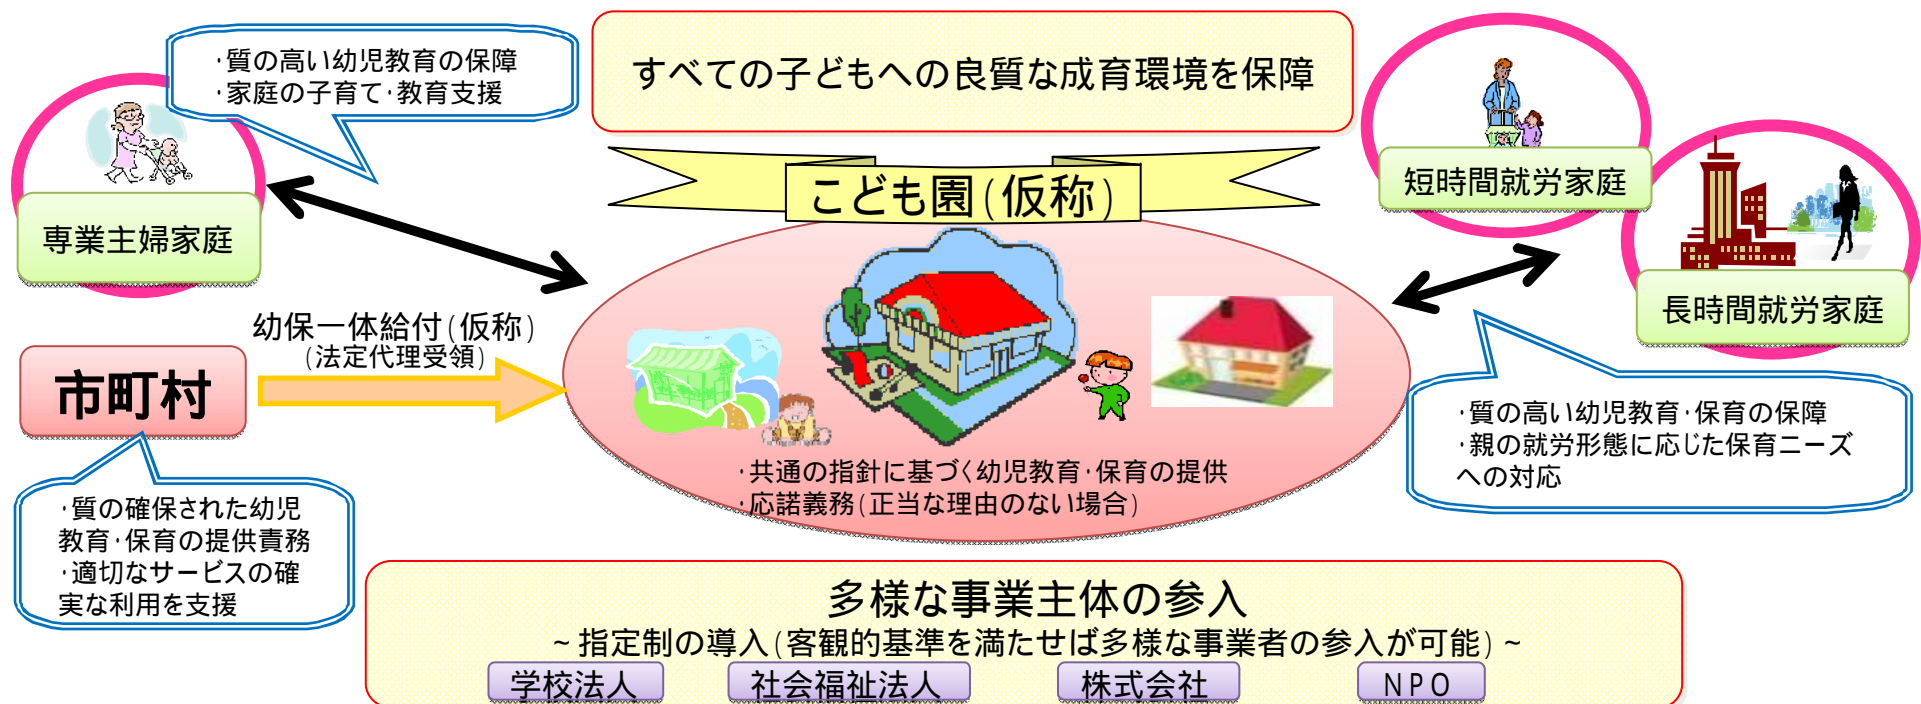 ・質の高い幼児教育の保障
・家庭の子育て・教育支援
すべての子どもへの良質な成育環境を保障
こども園(仮称)
専業主婦家庭
短時間就労家庭
長時間就労家庭
幼保一体給付(仮称)
(法定代理受領)
市町村
・質の確保された幼児
教育・保育の提供責務
・適切なサービスの確
実な利用を支援
・共通の指針に基づく幼児教育・保育の提供
・応諾義務(正当な理由のない場合)
・質の高い幼児教育・保育の保障
・親の就労形態に応じた保育ニーズ
への対応
多様な事業主体の参入
~指定制の導入(客観的基準を満たせば多様な事業者の参入が可能)~
学校法人
社会福祉法人
株式会社
NPO